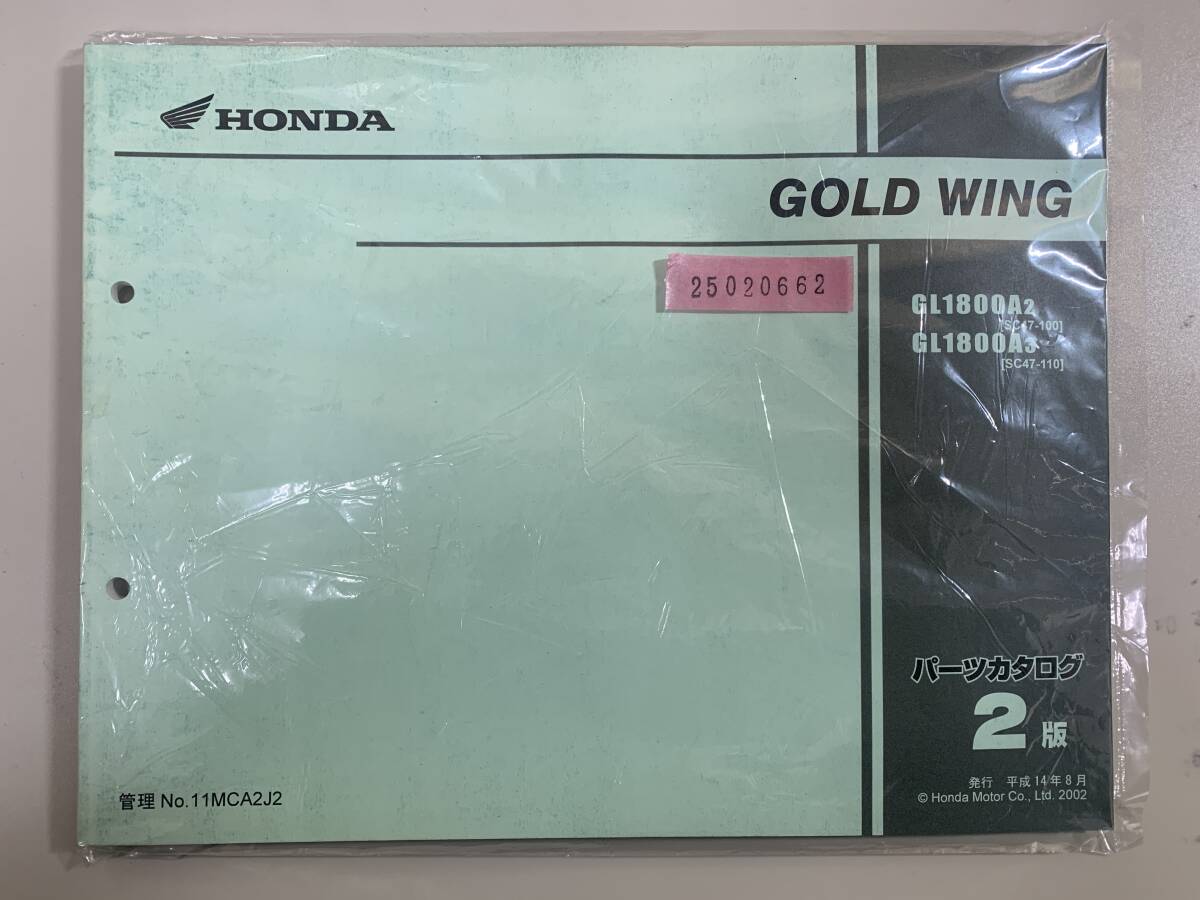 HONDA
GOLD WING
25020662
GL1800A2
[SC47-100]
GL1800A3
[SC47-110]
パーツカタログ
2版
発行 平成14年8月
© Honda Motor Co., Ltd. 2002
管理 No.11MCA2J2